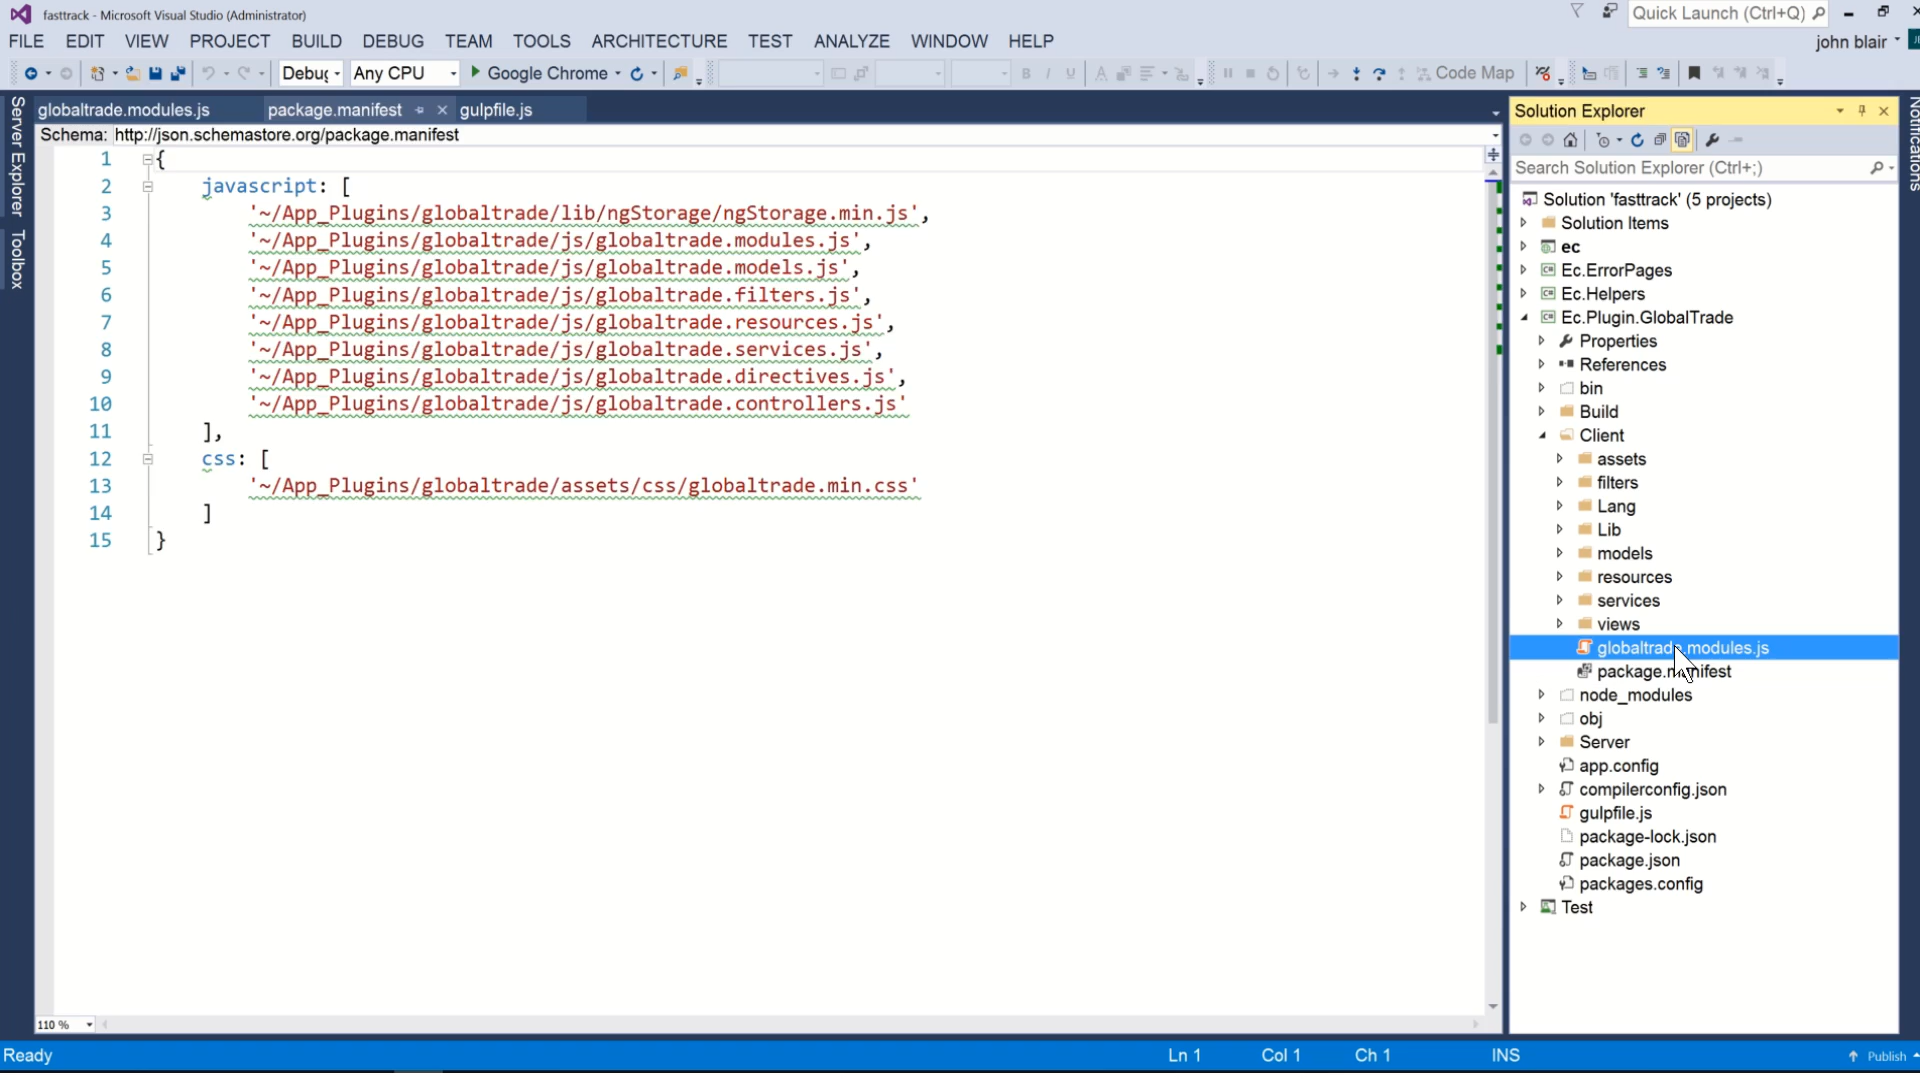 fasttrack - Microsoft Visual Studio (Administrator)
Quick Launch (Ctrl+Q)
FILE EDIT VIEW PROJECT BUILD DEBUG TEAM TOOLS ARCHITECTURE TEST ANALYZE WINDOW HELP
john blair
Debug Any CPU Google Chrome Code Map
Server Explorer
Toolbox
globaltrade.modules.js package.manifest gulpfile.js
Schema: http://json.schemastore.org/package.manifest
1 {
2 javascript: [
3 '~/App_Plugins/globaltrade/lib/ngStorage/ngStorage.min.js',
4 '~/App_Plugins/globaltrade/js/globaltrade.modules.js',
5 '~/App_Plugins/globaltrade/js/globaltrade.models.js',
6 '~/App_Plugins/globaltrade/js/globaltrade.filters.js',
7 '~/App_Plugins/globaltrade/js/globaltrade.resources.js',
8 '~/App_Plugins/globaltrade/js/globaltrade.services.js',
9 '~/App_Plugins/globaltrade/js/globaltrade.directives.js',
10 '~/App_Plugins/globaltrade/js/globaltrade.controllers.js'
11 ],
12 css: [
13 '~/App_Plugins/globaltrade/assets/css/globaltrade.min.css'
14 ]
15 }
110 %
Solution Explorer
Search Solution Explorer (Ctrl+;)
Solution 'fasttrack' (5 projects)
Solution Items
ec
Ec.ErrorPages
Ec.Helpers
Ec.Plugin.GlobalTrade
Properties
References
bin
Build
Client
assets
filters
Lang
Lib
models
resources
services
views
globaltrade.modules.js
package.manifest
node_modules
obj
Server
app.config
compilerconfig.json
gulpfile.js
package-lock.json
package.json
packages.config
Test
Notifications
Ready Ln 1 Col 1 Ch 1 INS Publish